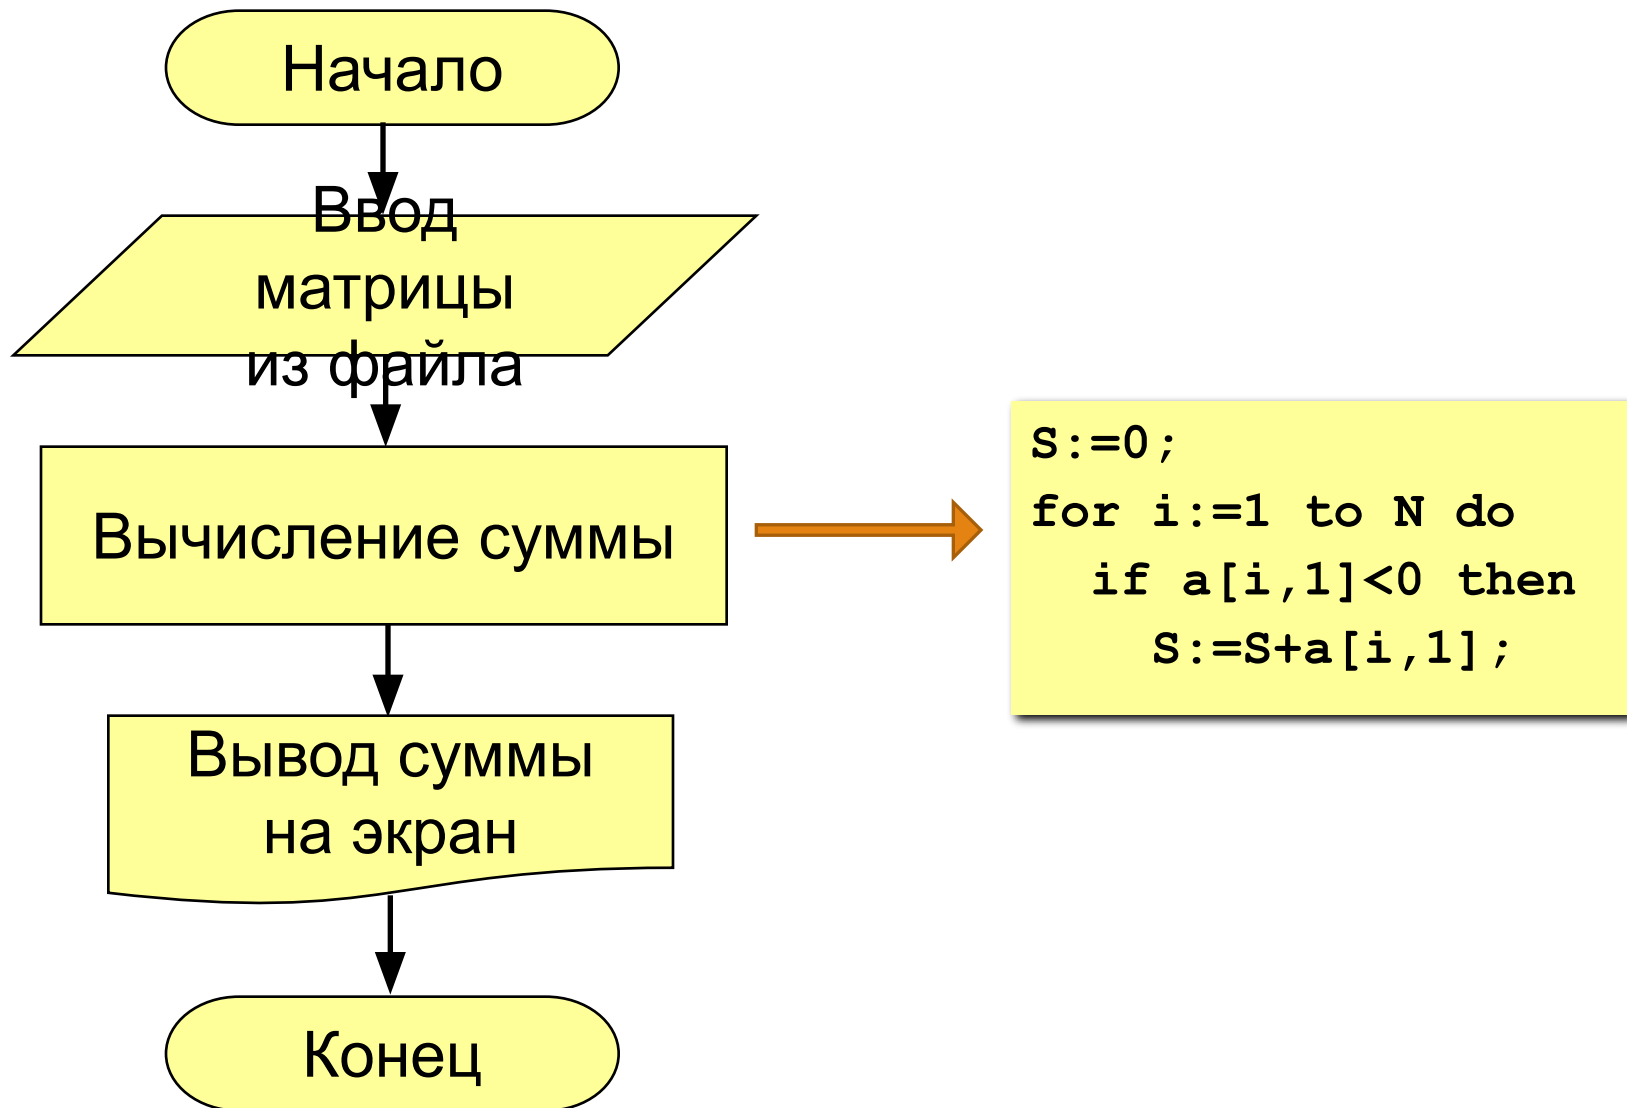 Начало
Ввод
матрицы
из файла
Вычисление суммы
Вывод суммы
на экран
Конец
S:=0;
for i:=1 to N do
  if a[i,1]<0 then
    S:=S+a[i,1];